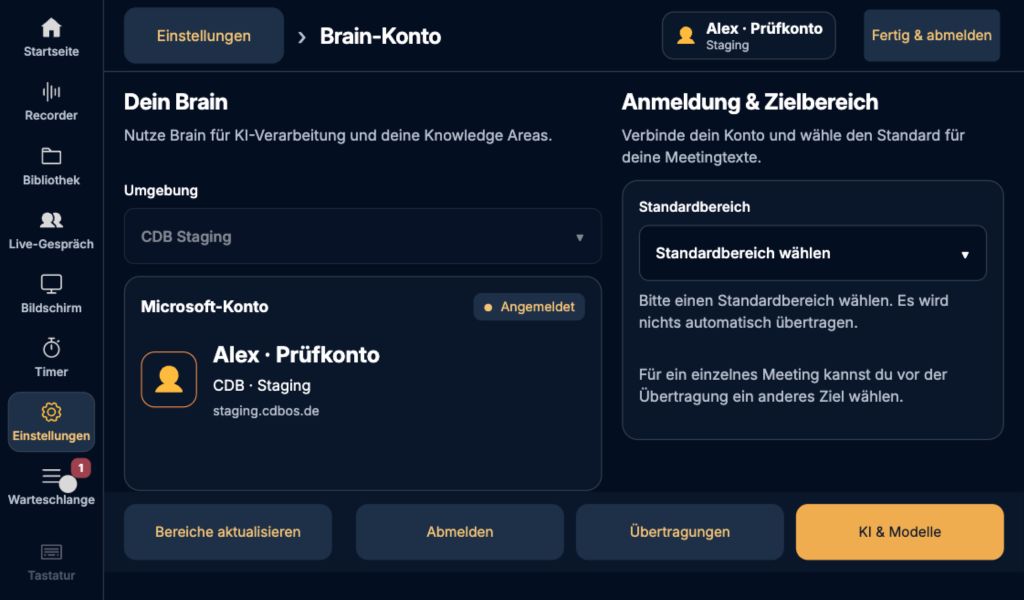 Startseite
Recorder
Bibliothek
Live-Gespräch
Bildschirm
Timer
Einstellungen
1
Warteschlange
Tastatur
Einstellungen › Brain-Konto
Alex · Prüfkonto
Staging
Fertig & abmelden
Dein Brain
Nutze Brain für KI-Verarbeitung und deine Knowledge Areas.
Umgebung
CDB Staging
Microsoft-Konto
Angemeldet
Alex · Prüfkonto
CDB · Staging
staging.cdbos.de
Anmeldung & Zielbereich
Verbinde dein Konto und wähle den Standard für
deine Meetingtexte.
Standardbereich
Standardbereich wählen
Bitte einen Standardbereich wählen. Es wird
nichts automatisch übertragen.
Für ein einzelnes Meeting kannst du vor der
Übertragung ein anderes Ziel wählen.
Bereiche aktualisieren
Abmelden
Übertragungen
KI & Modelle